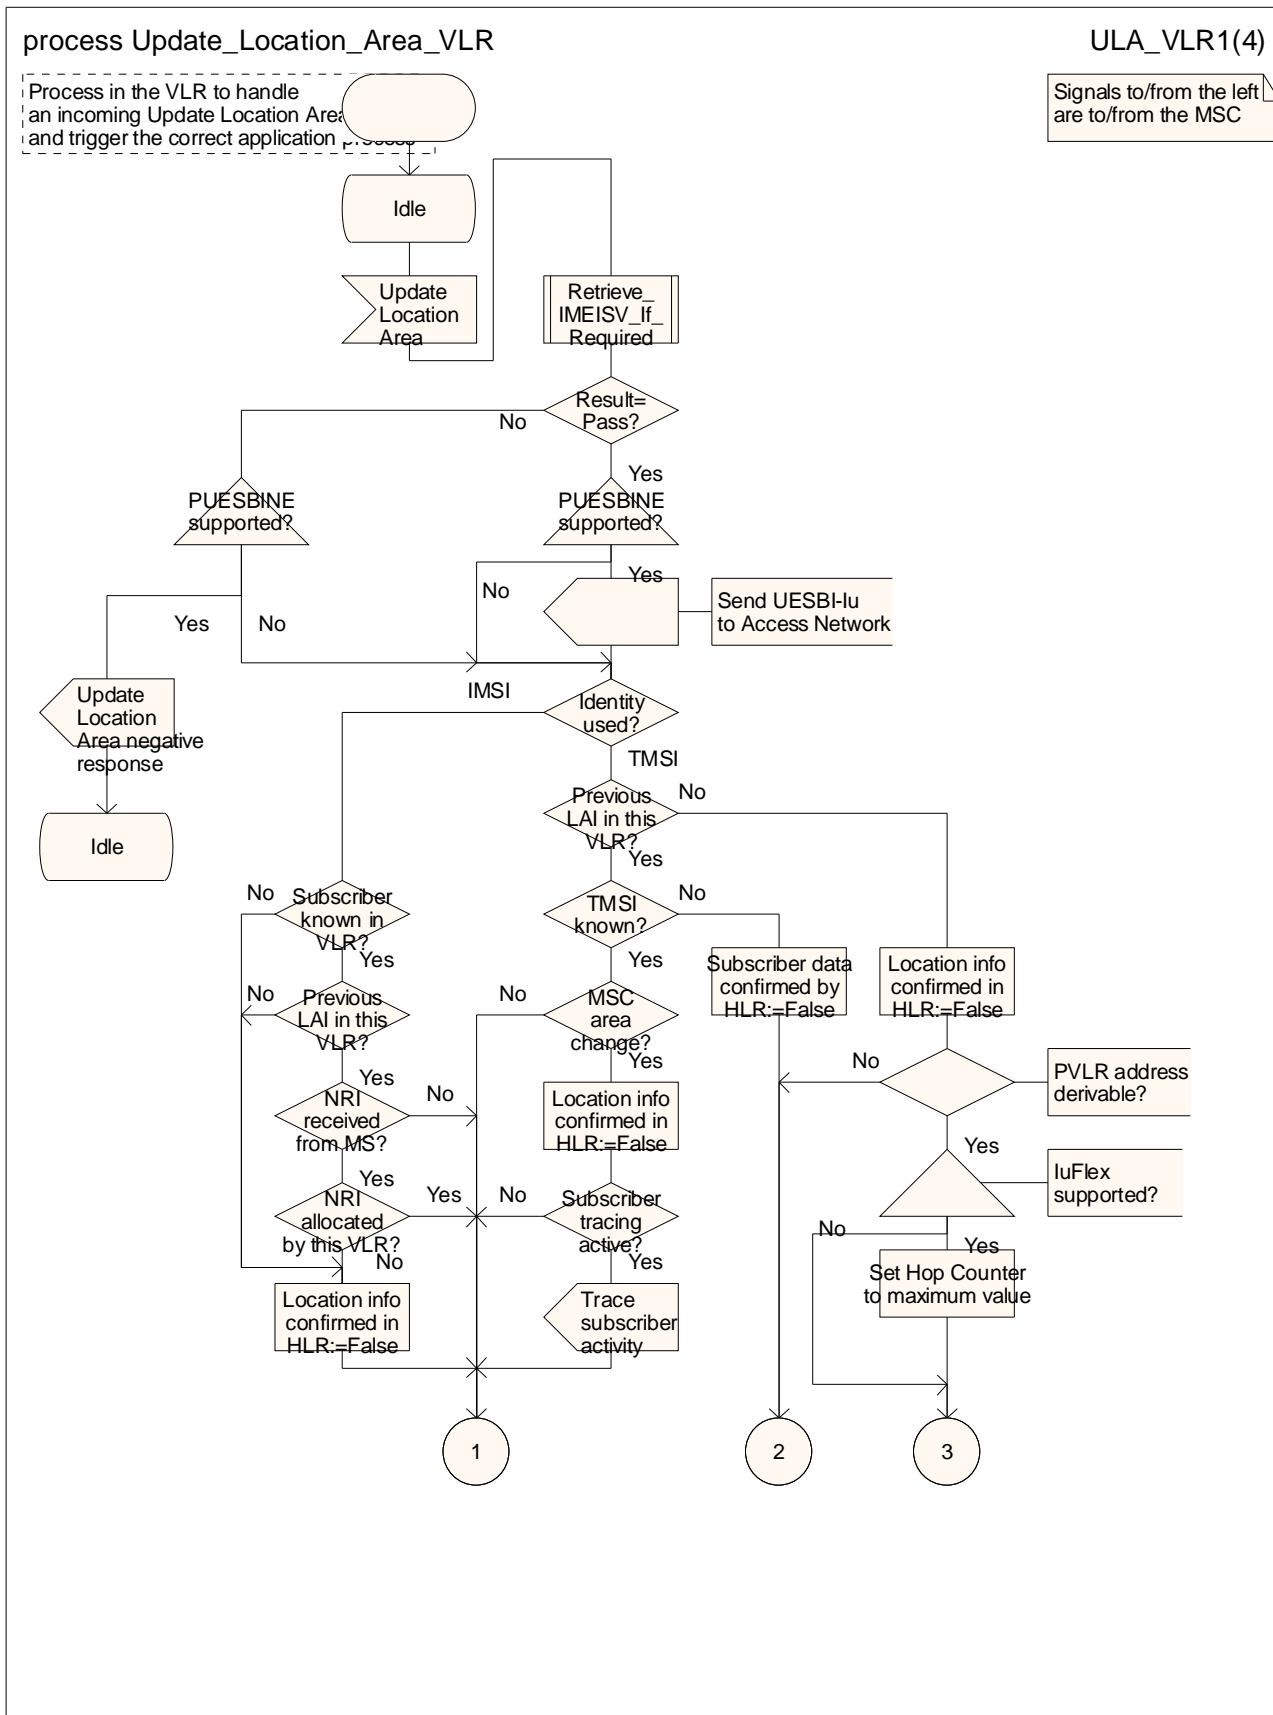 process Update_Location_Area_VLR
ULA_VLR1(4)
Process in the VLR to handle
an incoming Update Location Area
and trigger the correct application process
Signals to/from the left
are to/from the MSC
Idle
Update
Location
Area
Retrieve_
IMEISV_If_
Required
Result=
Pass?
No
Yes
PUESBINE
supported?
PUESBINE
supported?
Yes
No
Yes
No
Send UESBI-Iu
to Access Network
Update
Location
Area negative
response
Idle
IMSI
Identity
used?
TMSI
Previous
LAI in this
VLR?
No
Yes
No
Subscriber
known in
VLR?
Yes
TMSI
known?
No
Yes
Subscriber data
confirmed by
HLR:=False
Location info
confirmed in
HLR:=False
No
Previous
LAI in this
VLR?
Yes
No
MSC
area
change?
Yes
No
PVLR address
derivable?
NRI
received
from MS?
No
Yes
Location info
confirmed in
HLR:=False
Yes
IuFlex
supported?
NRI
allocated
by this VLR?
Yes
No
No
Subscriber
tracing
active?
Yes
No
Yes
Set Hop Counter
to maximum value
Location info
confirmed in
HLR:=False
Trace
subscriber
activity
1
2
3